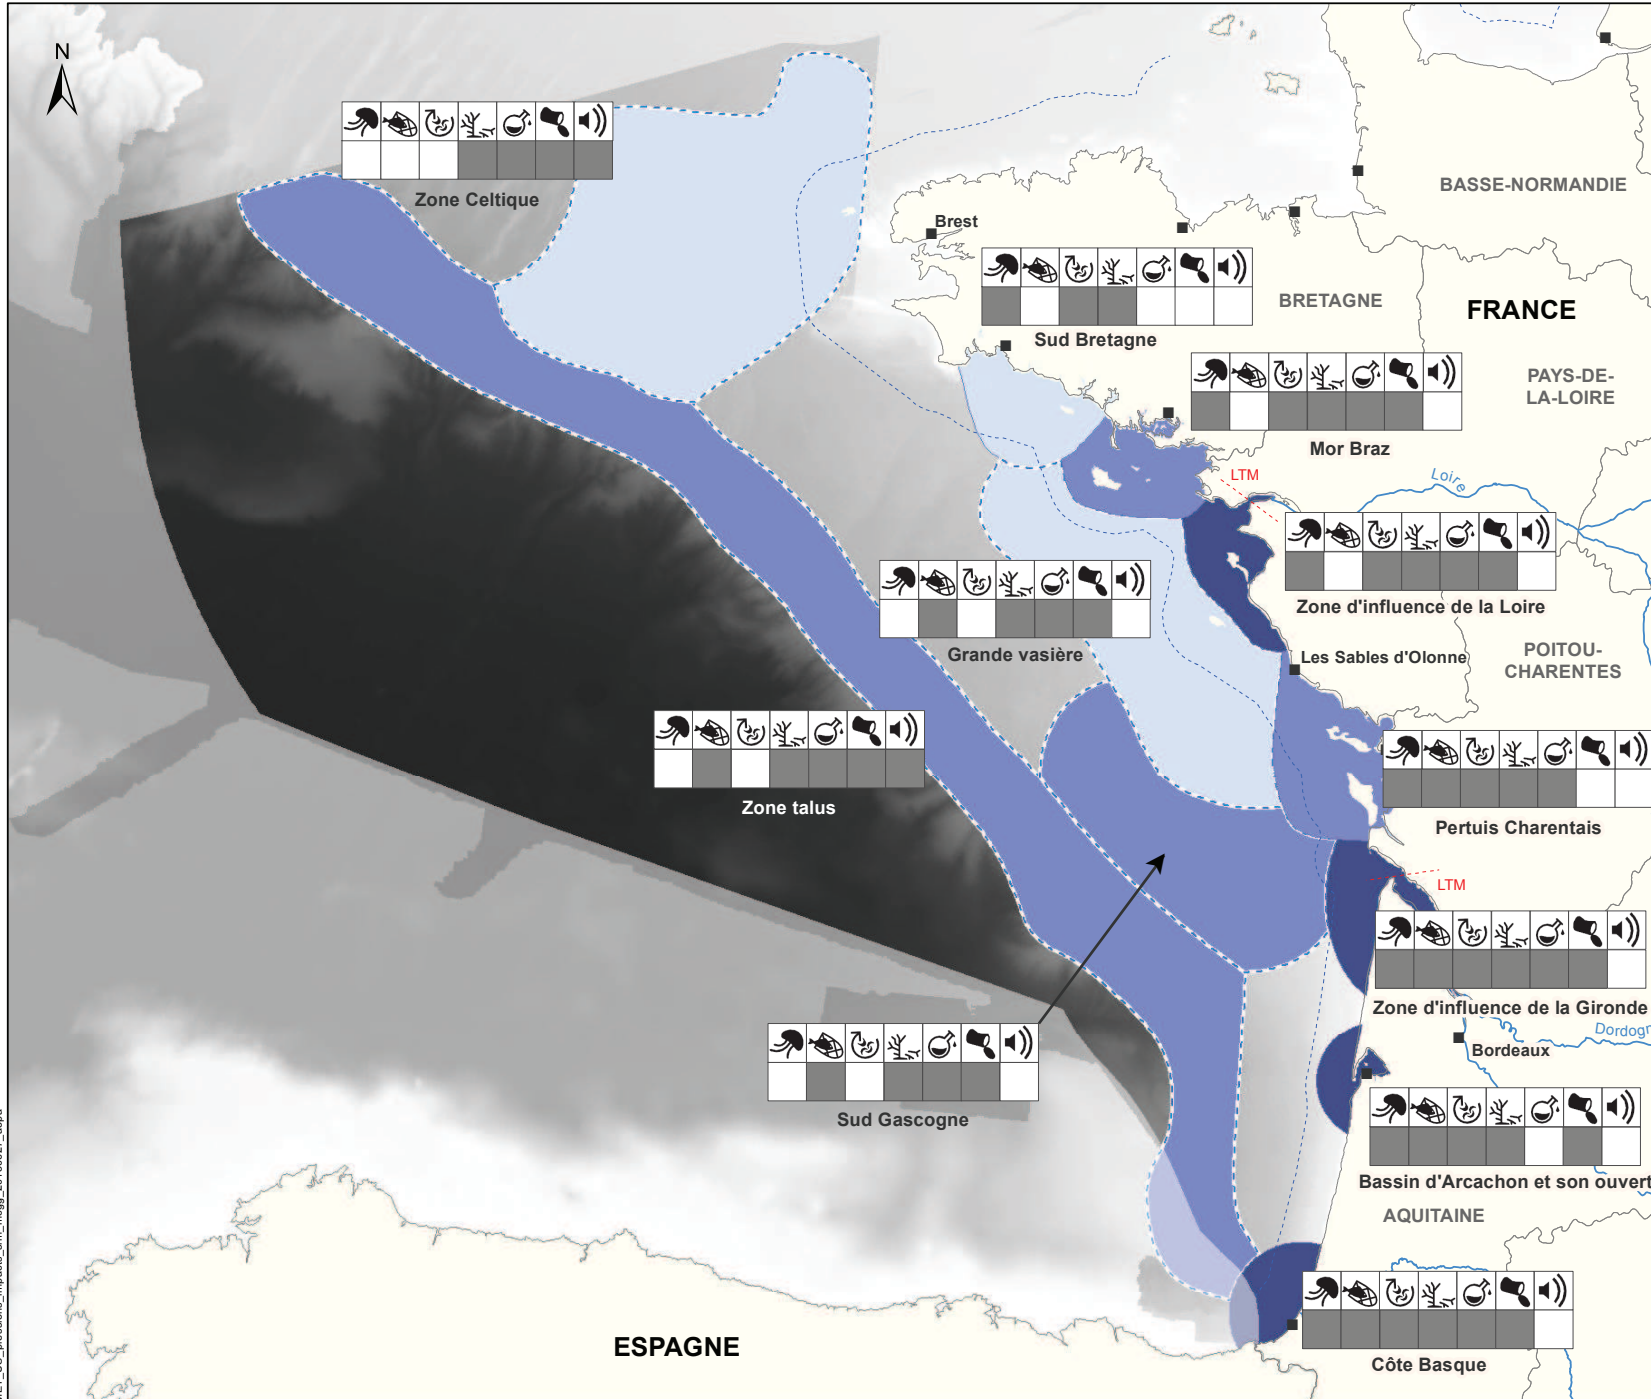 N
Zone Celtique
Brest
BASSE-NORMANDIE
BRETAGNE
FRANCE
Sud Bretagne
PAYS-DE-
LA-LOIRE
Mor Braz
LTM
Loire
Zone d'influence de la Loire
Grande vasière
Les Sables d'Olonne
POITOU-
CHARENTES
Zone talus
Pertuis Charentais
LTM
Zone d'influence de la Gironde
Dordogn
Bordeaux
Sud Gascogne
Bassin d'Arcachon et son ouvert
AQUITAINE
ESPAGNE
Côte Basque